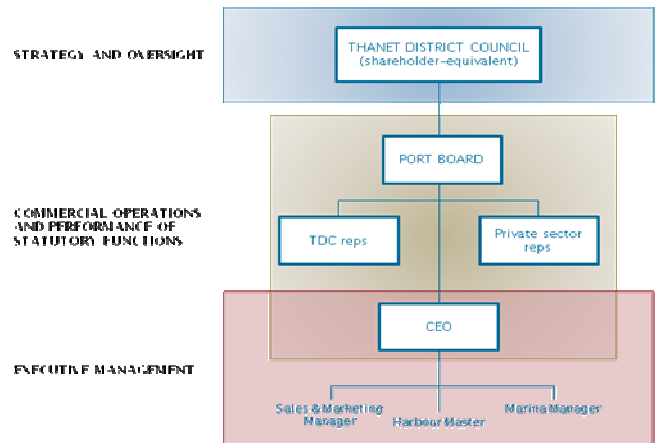 STRATEGY AND OVERSIGHT
THANET DISTRICT COUNCIL
(shareholder-equivalent)
PORT BOARD
COMMERCIAL OPERATIONS
AND PERFORMANCE OF
STATUTORY FUNCTIONS
TDC reps
Private sector
reps
CEO
EXECUTIVE MANAGEMENT
Sales & Marketing
Manager
Harbour Master
Marina Manager